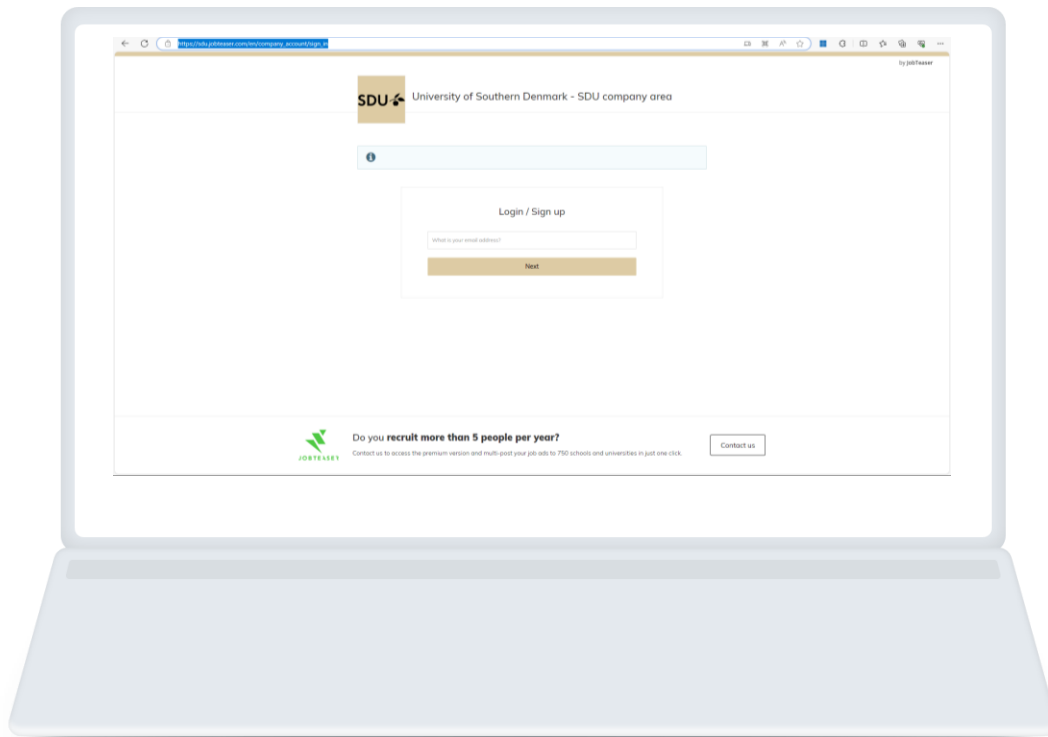 https://sdu.jobteaser.com/en/company_account/sign_in
by JobTeaser
SDU
University of Southern Denmark - SDU company area
Login / Sign up
What is your email address?
Next
JOBTEASER
Do you recruit more than 5 people per year?
Contact us to access the premium version and multi-post your job ads to 750 schools and universities in just one click.
Contact us